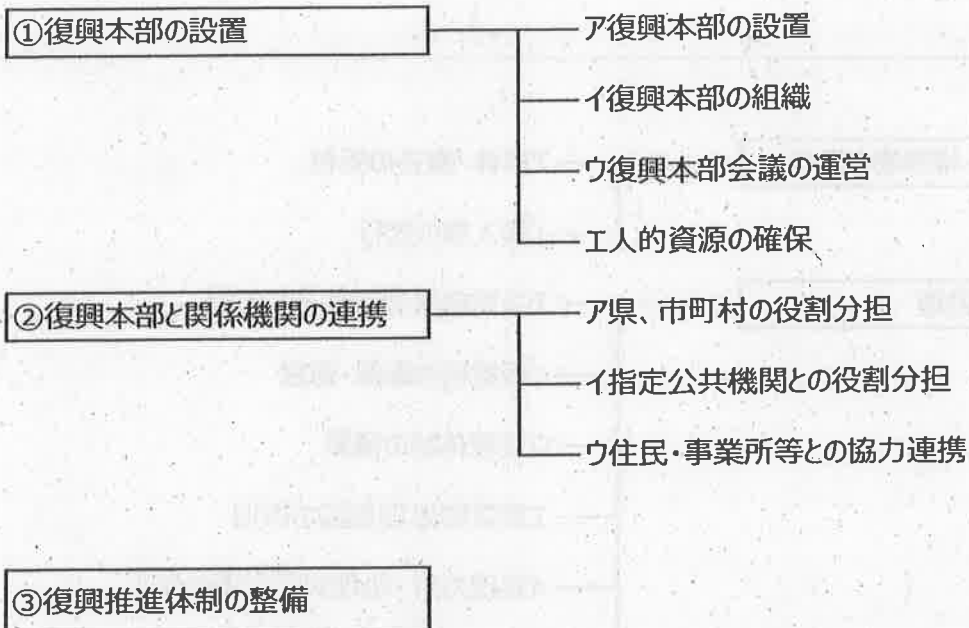 ①復興本部の設置
ア復興本部の設置
イ復興本部の組織
ウ復興本部会議の運営
エ人的資源の確保
②復興本部と関係機関の連携
ア県、市町村の役割分担
イ指定公共機関との役割分担
ウ住民・事業所等との協力連携
③復興推進体制の整備